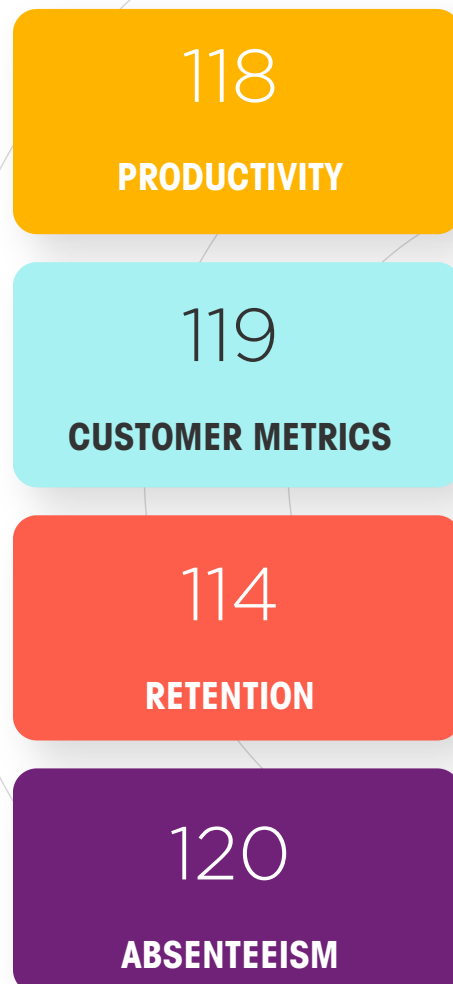 118
PRODUCTIVITY
119
CUSTOMER METRICS
114
RETENTION
120
ABSENTEEISM